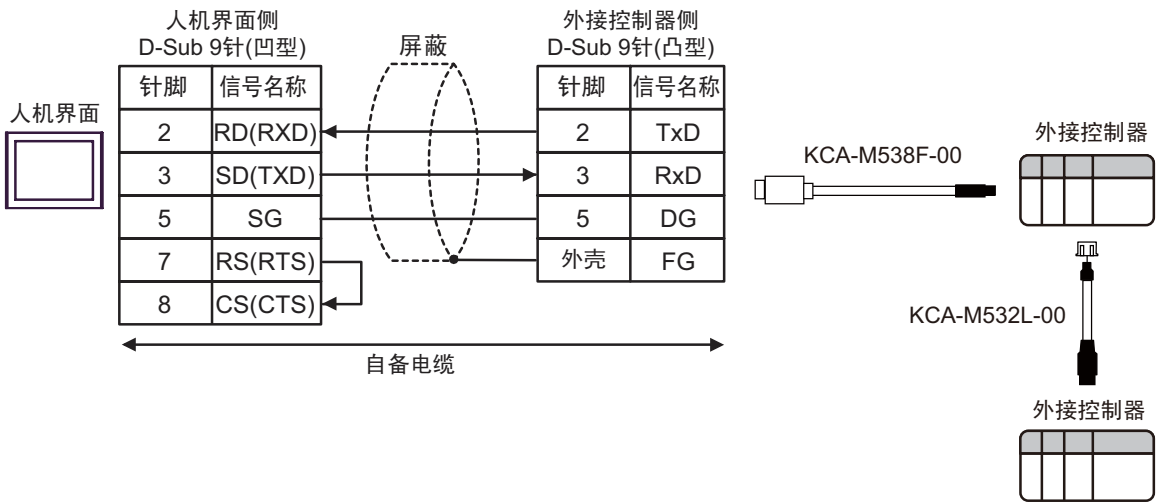 人机界面侧
D-Sub 9针(凹型)
屏蔽
外接控制器侧
D-Sub 9针(凸型)
人机界面
针脚 信号名称
2 RD(RXD)
3 SD(TXD)
5 SG
7 RS(RTS)
8 CS(CTS)
针脚 信号名称
2 TxD
3 RxD
5 DG
外壳 FG
自备电缆
KCA-M538F-00
外接控制器
KCA-M532L-00
外接控制器